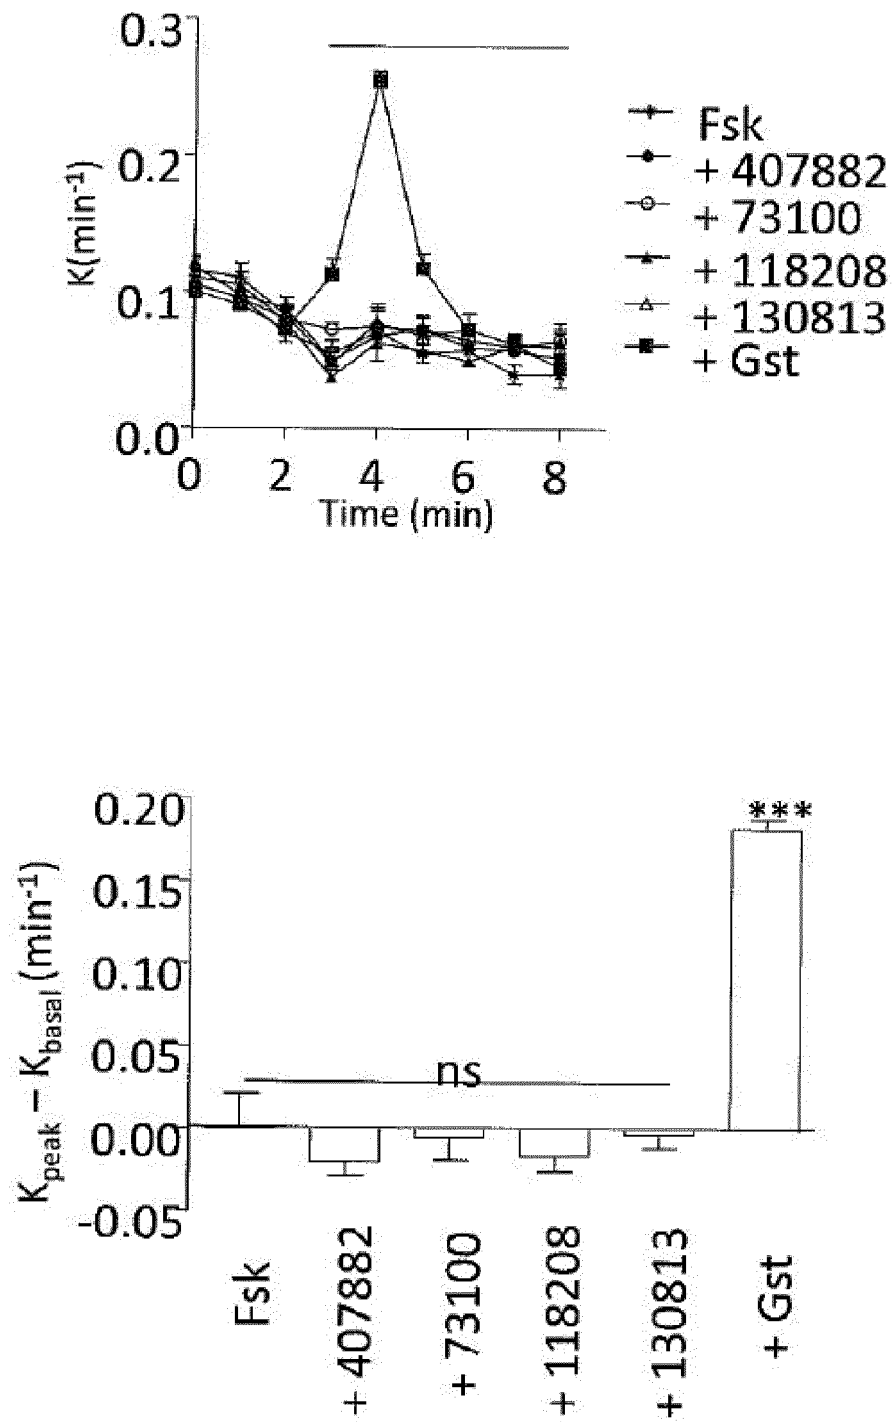 0.3
0.2
0.1
0.0
K(min⁻¹)
0 2 4 6 8
Time (min)
Fsk
+ 407882
+ 73100
+ 118208
+ 130813
+ Gst
0.20
0.15
0.10
0.05
0.00
-0.05
Kpeak – Kbasal (min⁻¹)
ns
***
Fsk
+ 407882
+ 73100
+ 118208
+ 130813
+ Gst